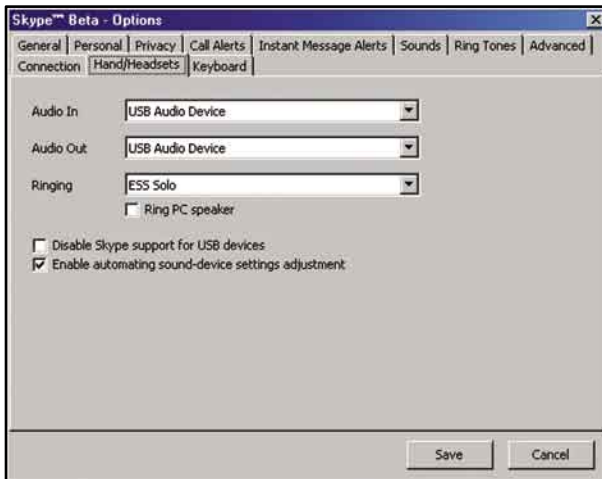 Skype™ Beta - Options
General Personal Privacy Call Alerts Instant Message Alerts Sounds Ring Tones Advanced
Connection Hand/Headsets Keyboard
Audio In USB Audio Device
Audio Out USB Audio Device
Ringing ESS Solo
Ring PC speaker
Disable Skype support for USB devices
Enable automating sound-device settings adjustment
Save Cancel